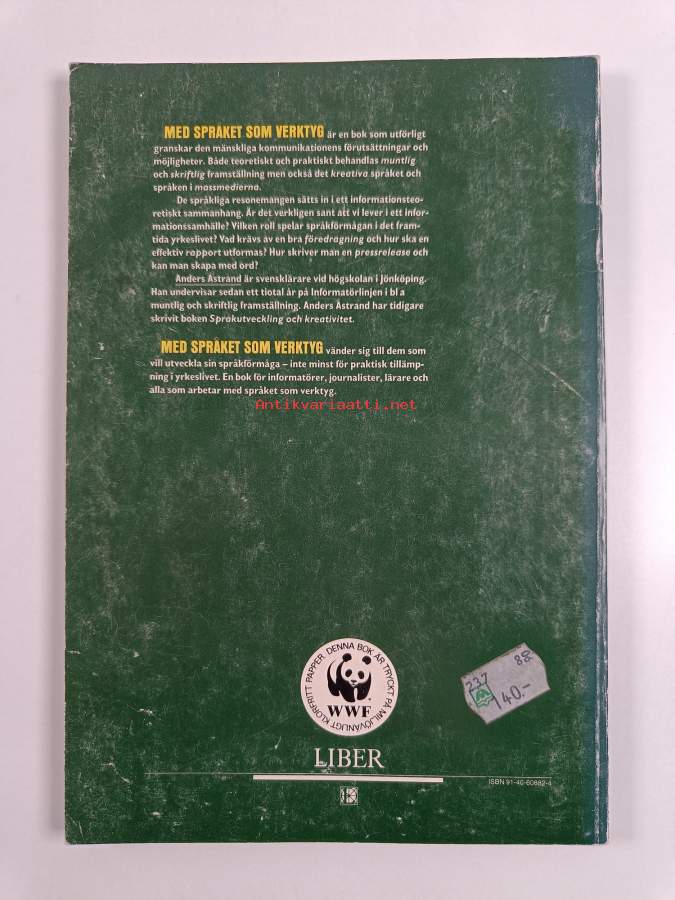 MED SPRÅKET SOM VERKTYG är en bok som utförligt
granskar den mänskliga kommunikationens förutsättningar och
möjligheter. Både teoretiskt och praktiskt behandlas muntlig
och skriftlig framställning men också det kreativa språket och
språken i massmedierna.
De språkliga resonemangen sätts in i ett informationsteo-
retiskt sammanhang. Är det verkligen sant att vi lever i ett infor-
mationssamhälle? Vilken roll spelar språkförmågan i det fram-
tida yrkeslivet? Vad krävs av en bra föredragning och hur ska en
effektiv rapport utformas? Hur skriver man en pressrelease och
kan man skapa med ord?
Anders Åstrand är svensklärare vid högskolan i Jönköping.
Han undervisar sedan ett tiotal år på Informatörlinjen i bl a
muntlig och skriftlig framställning. Anders Åstrand har tidigare
skrivit boken Språkutveckling och kreativitet.
MED SPRÅKET SOM VERKTYG vänder sig till dem som
vill utveckla sin språkförmåga – inte minst för praktisk tillämp-
ning i yrkeslivet. En bok för informatörer, journalister, lärare och
alla som arbetar med språket som verktyg.
Antikvariaatti.net
DENNA BOK ÄR TRYCKT PÅ MILJÖVÄNLIGT KLORFRITT PAPPER.
WWF
237 88
140.-
LIBER
ISBN 91-40-60882-4